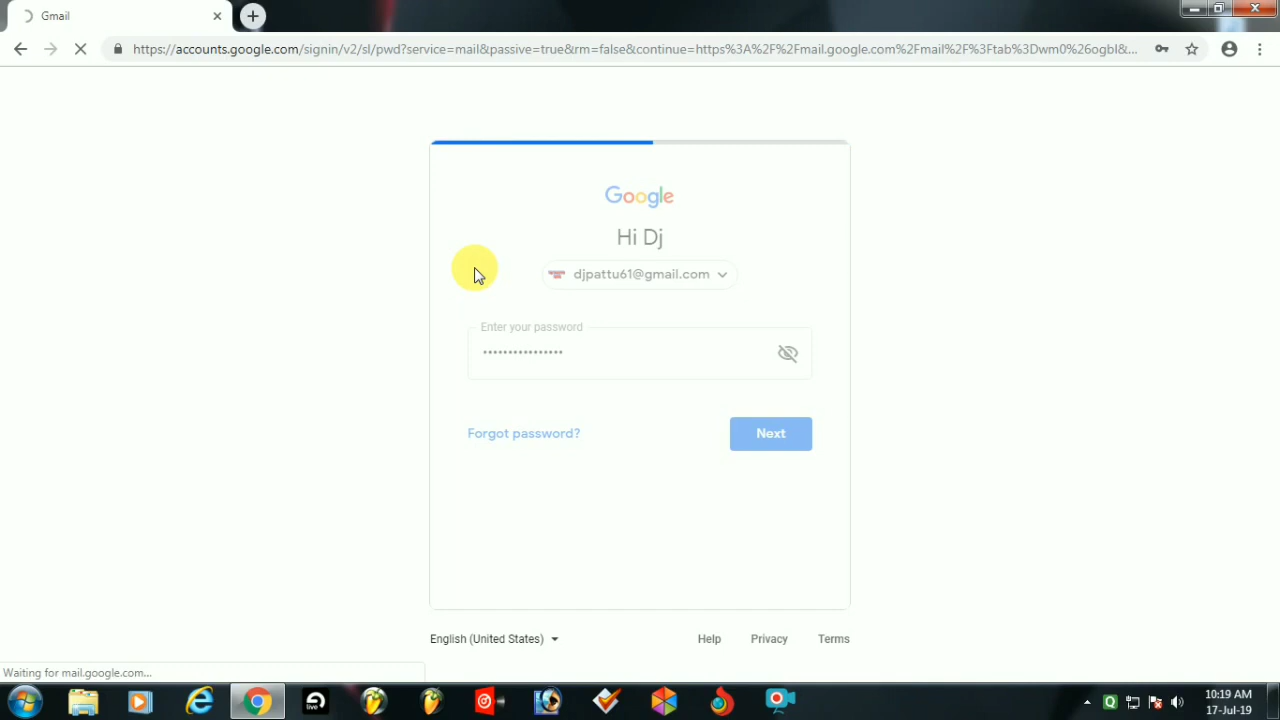 Gmail
https://accounts.google.com/signin/v2/sl/pwd?service=mail&passive=true&rm=false&continue=https%3A%2F%2Fmail.google.com%2Fmail%2F%3Ftab%3Dwm0%26ogbl&...
Google
Hi Dj
djpattu61@gmail.com
Enter your password
••••••••••••••••
Forgot password?
Next
English (United States)
Help
Privacy
Terms
Waiting for mail.google.com...
live
Q
10:19 AM
17-Jul-19